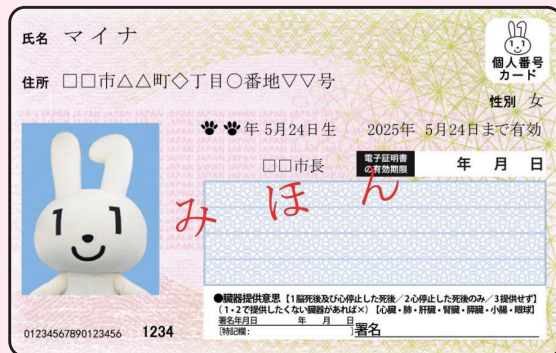 氏名 マイナ
個人番号
カード
住所 □□市△△町◇丁目○番地▽▽号
性別 女
年 5月24日生 2025年 5月24日まで有効
□□市長 電子証明書の有効期限 年 月 日
みほん
●臓器提供意思【1脳死後及び心停止した死後／2心停止した死後のみ／3提供せず】
（1・2で提供したくない臓器があれば×）【心臓・肺・肝臓・腎臓・膵臓・小腸・眼球】
署名年月日 年 月 日
[特記欄: ]署名
01234567890123456 1234